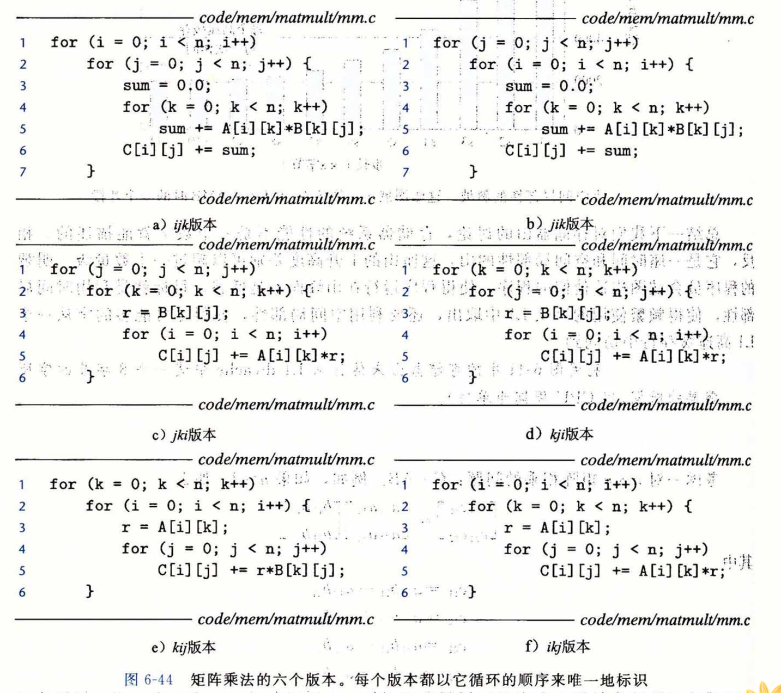 code/mem/matmult/mm.c
1 for (i = 0; i < n; i++)
2 for (j = 0; j < n; j++) {
3 sum = 0.0;
4 for (k = 0; k < n; k++)
5 sum += A[i][k]*B[k][j];
6 C[i][j] += sum;
7 }
code/mem/matmult/mm.c
a) ijk版本
code/mem/matmult/mm.c
1 for (j = 0; j < n; j++)
2 for (i = 0; i < n; i++) {
3 sum = 0.0;
4 for (k = 0; k < n; k++)
5 sum += A[i][k]*B[k][j];
6 C[i][j] += sum;
7 }
code/mem/matmult/mm.c
b) jik版本
code/mem/matmult/mm.c
1 for (j = 0; j < n; j++)
2 for (k = 0; k < n; k++) {
3 r = B[k][j];
4 for (i = 0; i < n; i++)
5 C[i][j] += A[i][k]*r;
6 }
code/mem/matmult/mm.c
c) jki版本
code/mem/matmult/mm.c
1 for (k = 0; k < n; k++)
2 for (j = 0; j < n; j++) {
3 r = B[k][j];
4 for (i = 0; i < n; i++)
5 C[i][j] += A[i][k]*r;
6 }
code/mem/matmult/mm.c
d) kji版本
code/mem/matmult/mm.c
1 for (k = 0; k < n; k++)
2 for (i = 0; i < n; i++) {
3 r = A[i][k];
4 for (j = 0; j < n; j++)
5 C[i][j] += r*B[k][j];
6 }
code/mem/matmult/mm.c
e) kij版本
code/mem/matmult/mm.c
1 for (i = 0; i < n; i++)
2 for (k = 0; k < n; k++) {
3 r = A[i][k];
4 for (j = 0; j < n; j++)
5 C[i][j] += A[i][k]*r;
6 }
code/mem/matmult/mm.c
f) ikj版本
图 6-44 矩阵乘法的六个版本。每个版本都以它循环的顺序来唯一地标识